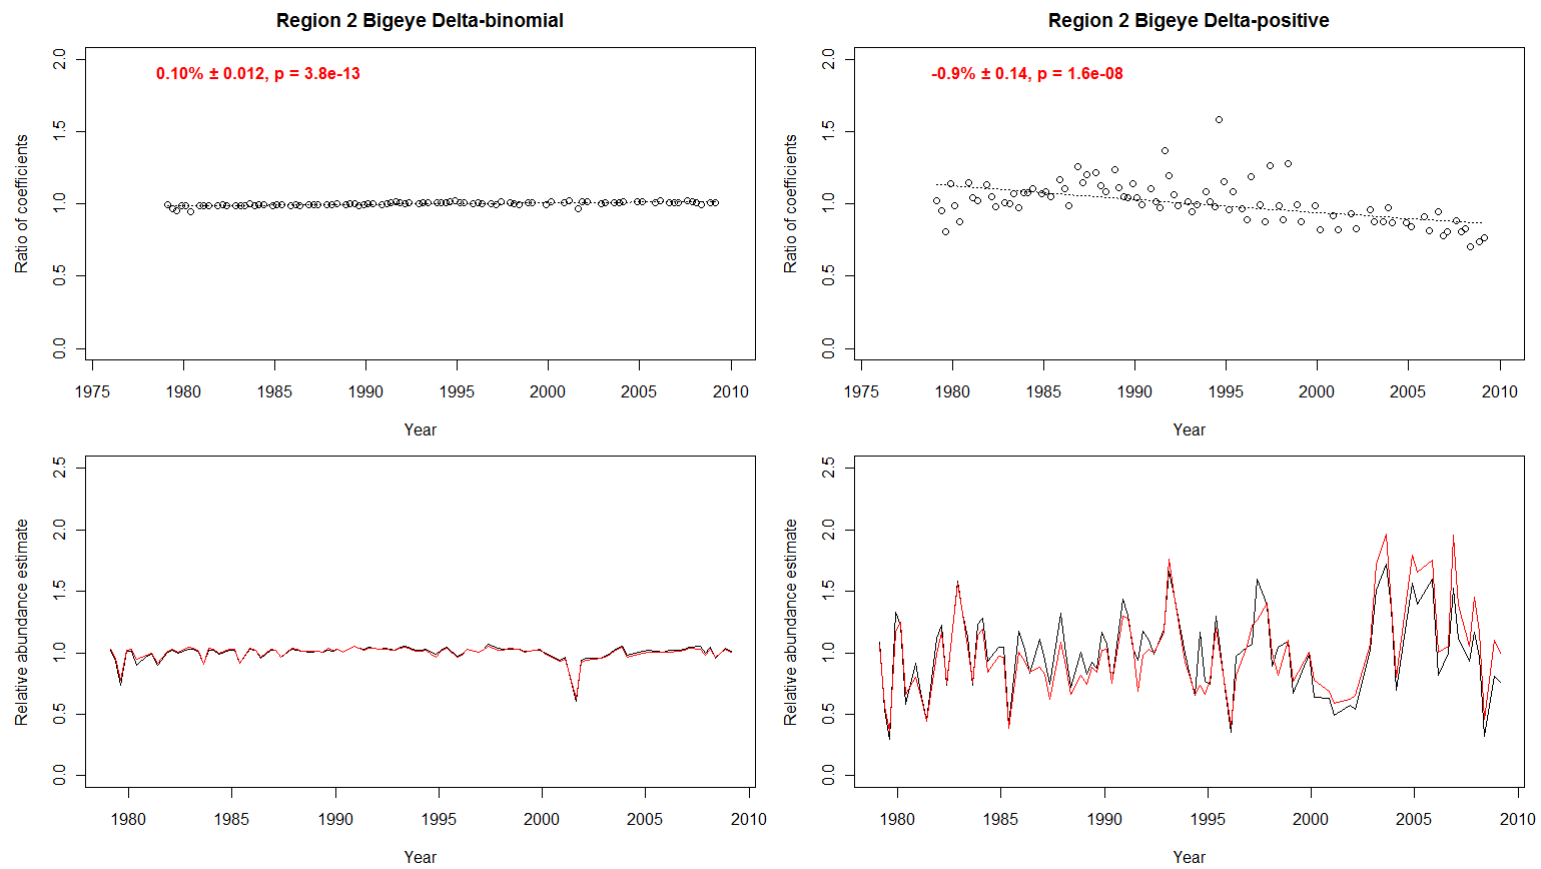 Region 2 Bigeye Delta-binomial
0.10% ± 0.012, p = 3.8e-13
Ratio of coefficients
2.0
1.5
1.0
0.5
0.0
1975 1980 1985 1990 1995 2000 2005 2010
Year
Region 2 Bigeye Delta-positive
-0.9% ± 0.14, p = 1.6e-08
Ratio of coefficients
2.0
1.5
1.0
0.5
0.0
1975 1980 1985 1990 1995 2000 2005 2010
Year
Relative abundance estimate
2.5
2.0
1.5
1.0
0.5
0.0
1980 1985 1990 1995 2000 2005 2010
Year
Relative abundance estimate
2.5
2.0
1.5
1.0
0.5
0.0
1980 1985 1990 1995 2000 2005 2010
Year